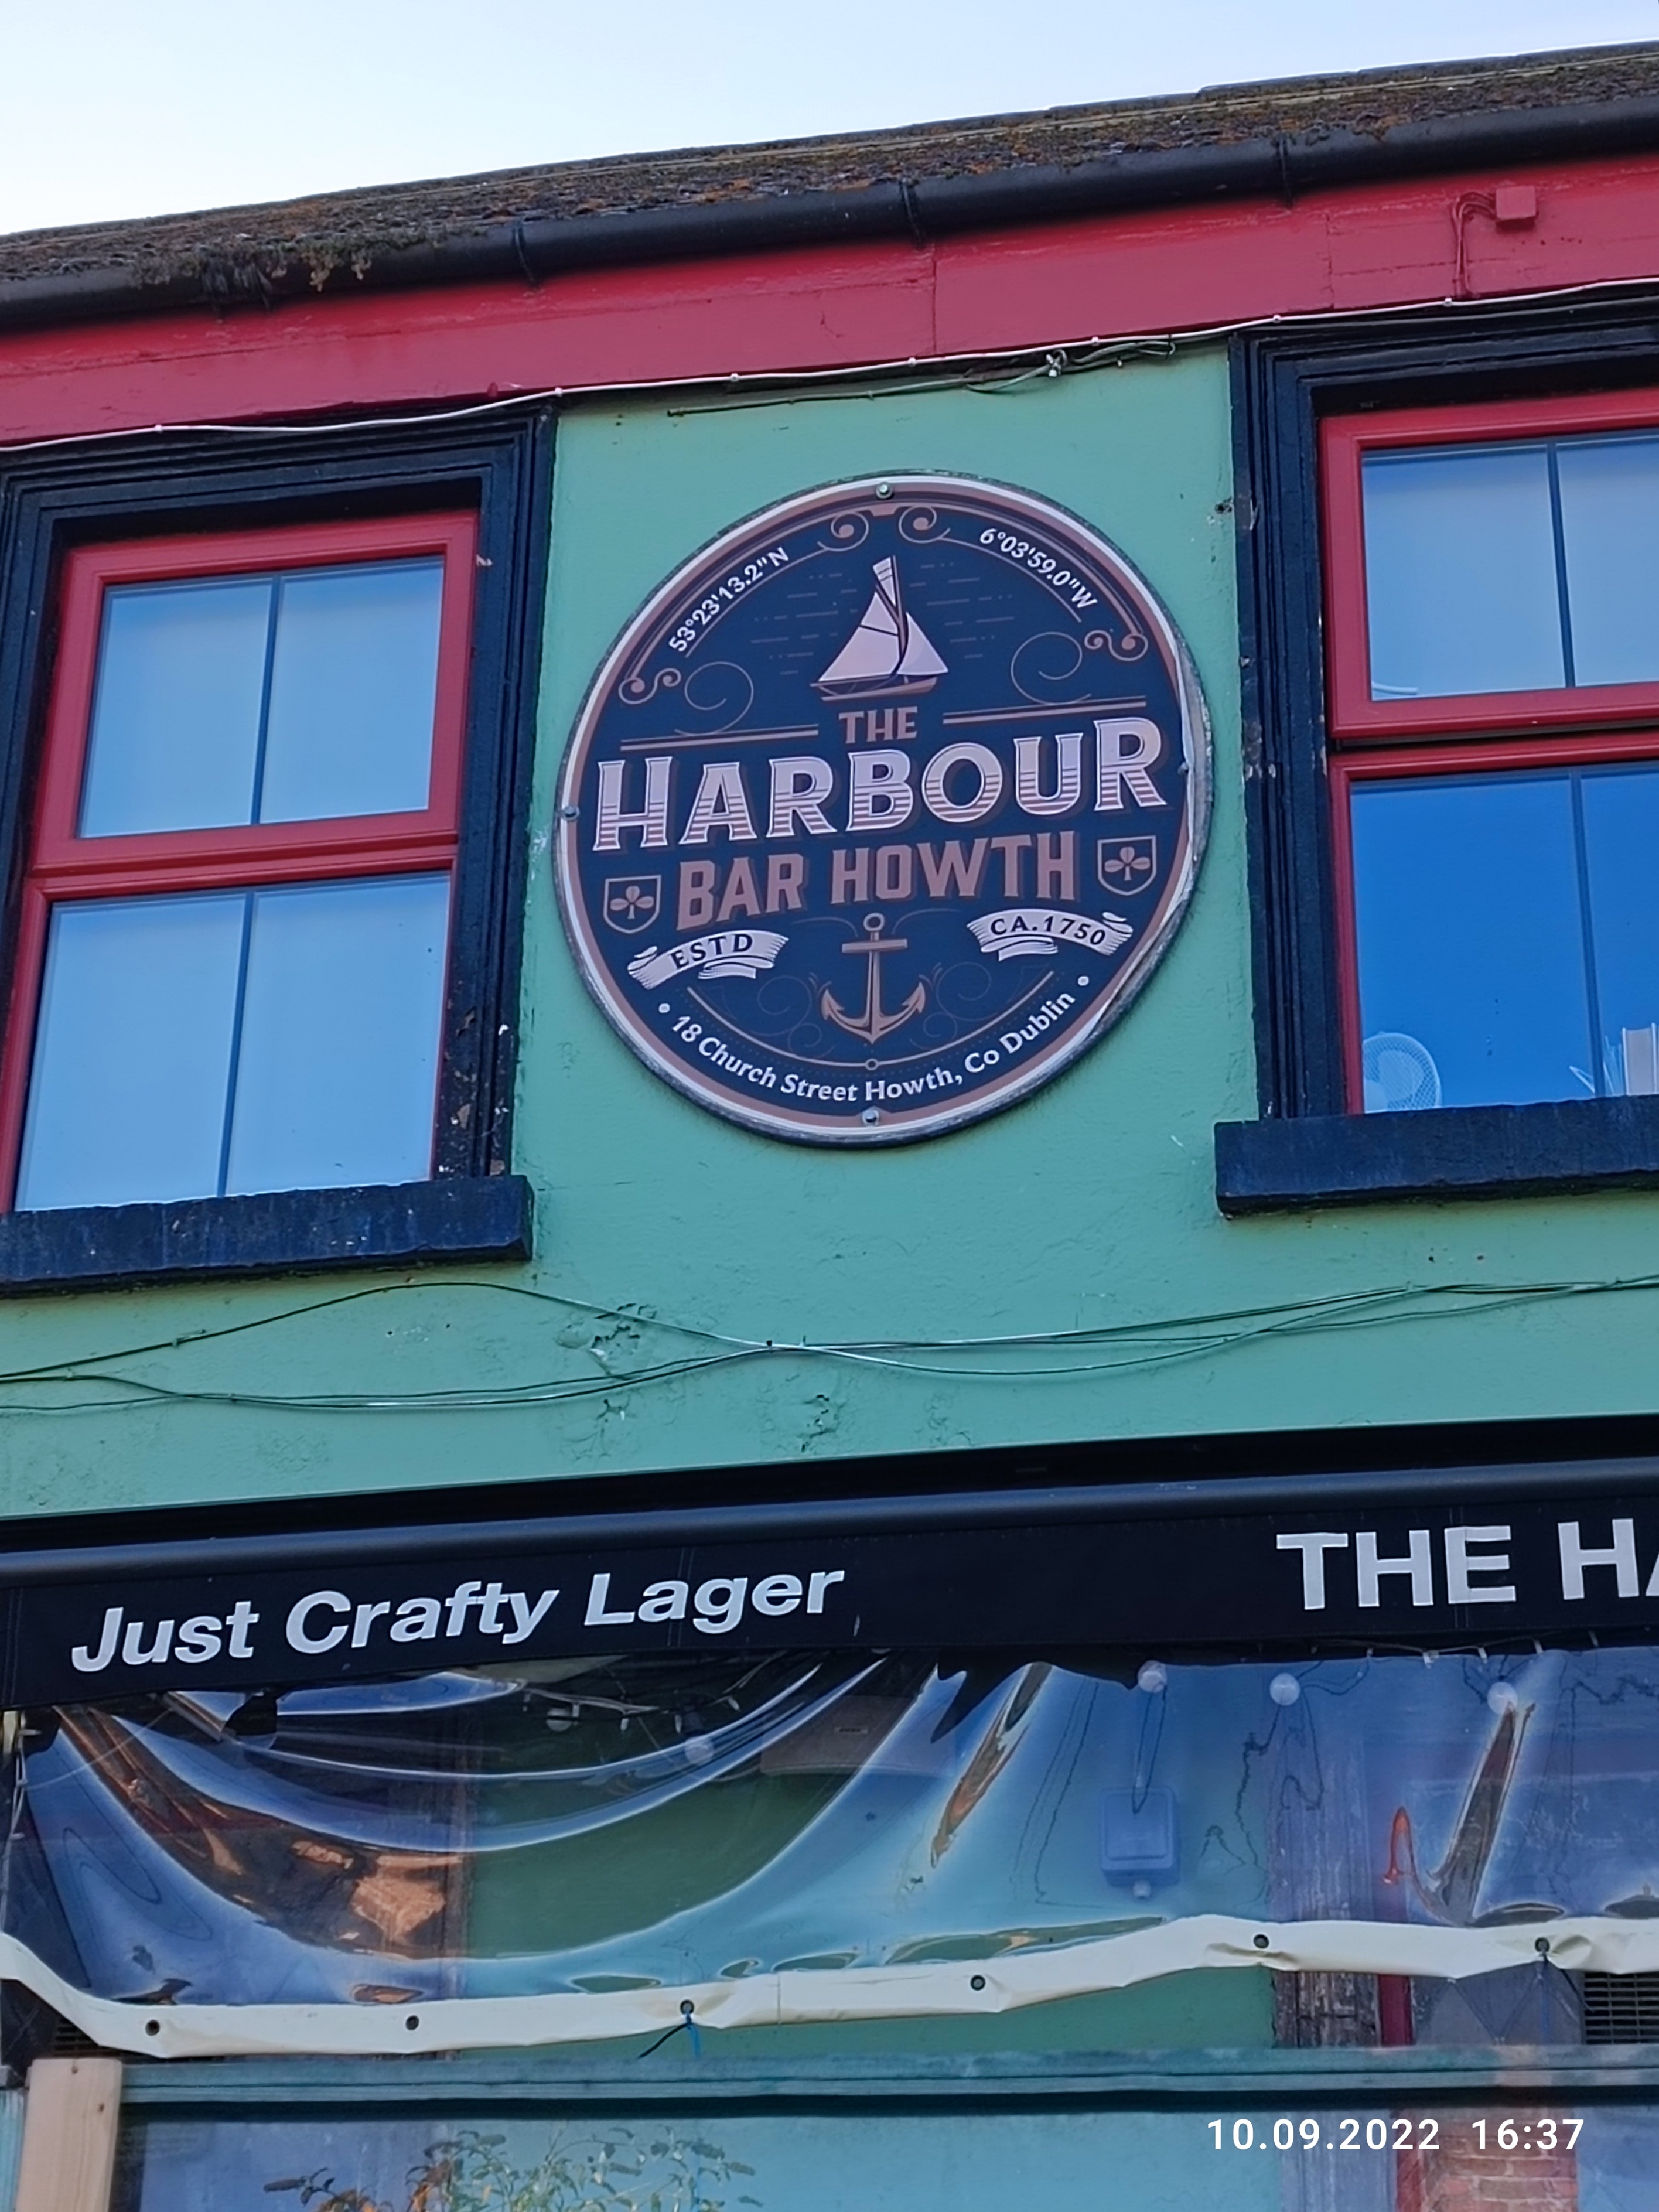 53°23'13.2"N
6°03'59.0"W
THE
HARBOUR
BAR HOWTH
ESTD
CA.1750
• 18 Church Street Howth, Co Dublin •
Just Crafty Lager
THE HA
10.09.2022 16:37